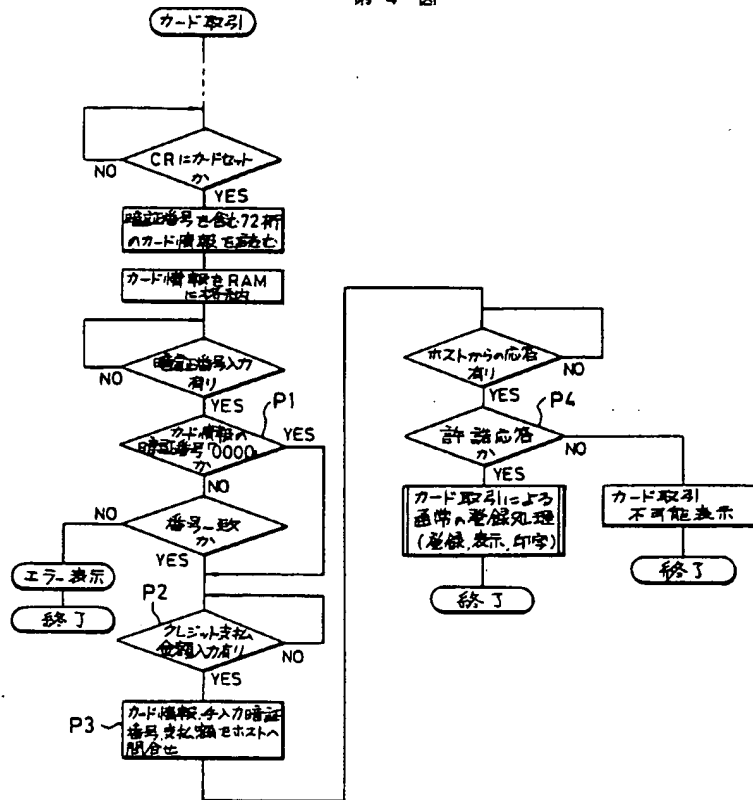 第 4 図
カード取引
CRにカードセット
か
NO
YES
暗証番号を含む72桁
のカード情報を読む
カード情報をRAM
に格納
暗証番号入力
有り
NO
YES
P1
カード情報の
暗証番号「0000」
か
YES
NO
番号一致
か
NO
YES
エラー表示
終了
P2
クレジット支払
金額入力有り
NO
YES
P3
カード情報、手入力暗証
番号、支払額をホストへ
問合せ
ホストからの応答
有り
NO
YES
P4
許諾応答
か
NO
YES
カード取引による
通常の登録処理
(登録、表示、印字)
終了
カード取引
不可能表示
終了